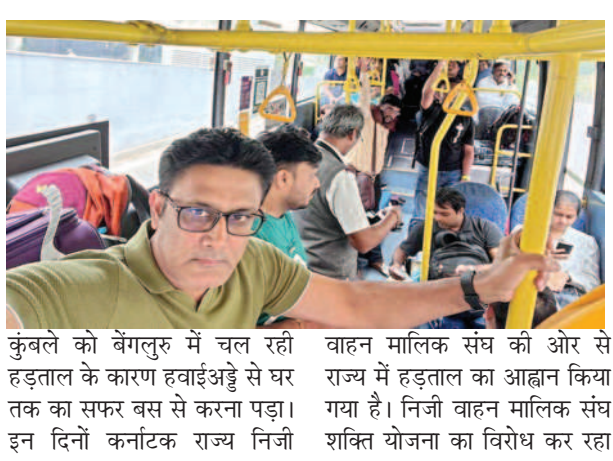 कुंबले को बेंगलुरु में चल रही
हड़ताल के कारण हवाईअड्डे से घर
तक का सफर बस से करना पड़ा।
इन दिनों कर्नाटक राज्य निजी
वाहन मालिक संघ की ओर से
राज्य में हड़ताल का आह्वान किया
गया है। निजी वाहन मालिक संघ
शक्ति योजना का विरोध कर रहा